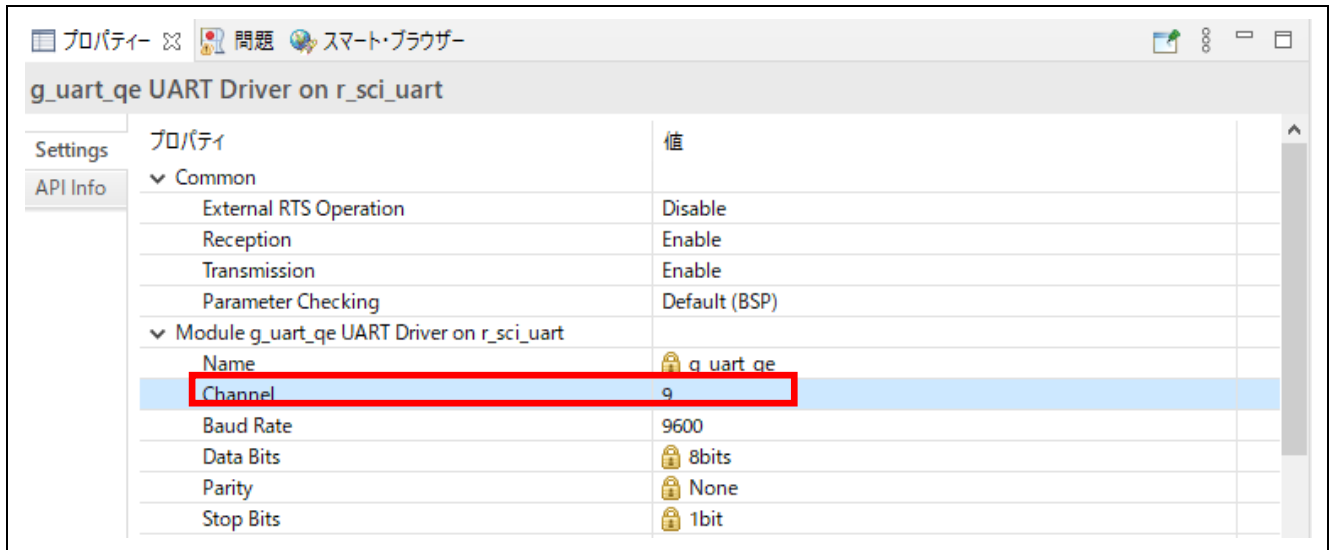 プロパティー 問題 スマート・ブラウザー
g_uart_qe UART Driver on r_sci_uart
Settings
API Info
プロパティ 値
Common
External RTS Operation Disable
Reception Enable
Transmission Enable
Parameter Checking Default (BSP)
Module g_uart_qe UART Driver on r_sci_uart
Name g_uart_qe
Channel 9
Baud Rate 9600
Data Bits 8bits
Parity None
Stop Bits 1bit